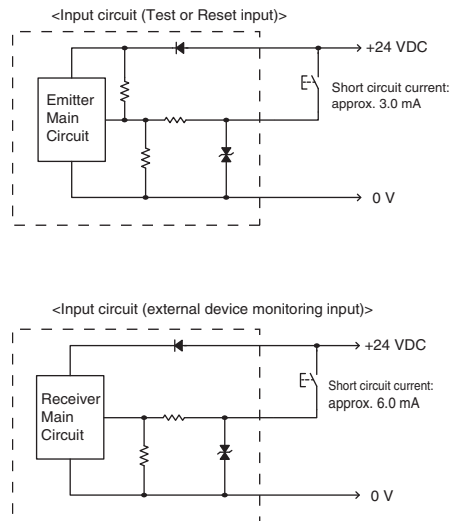 <Input circuit (Test or Reset input)>
+24 VDC
Emitter
Main
Circuit
Short circuit current:
approx. 3.0 mA
0 V
<Input circuit (external device monitoring input)>
+24 VDC
Receiver
Main
Circuit
Short circuit current:
approx. 6.0 mA
0 V